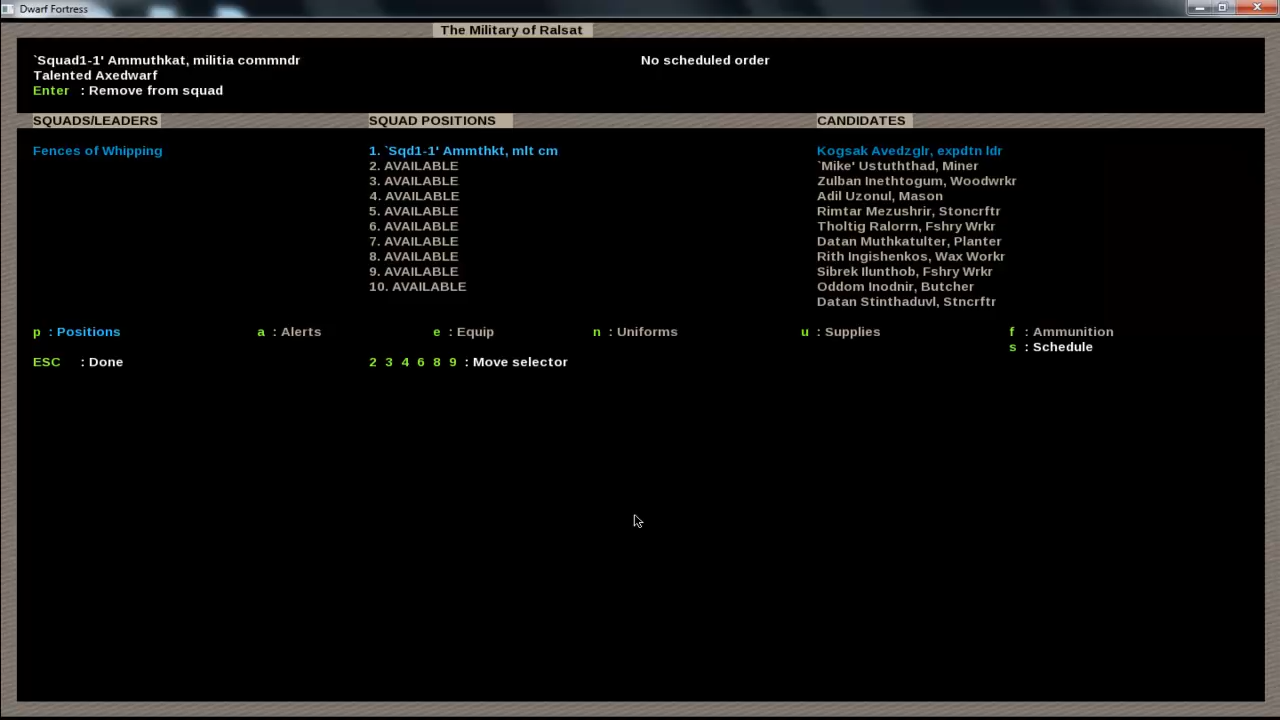 Dwarf Fortress
The Military of Ralsat
`Squad1-1' Ammuthkat, militia commndr No scheduled order
Talented Axedwarf
Enter : Remove from squad
SQUADS/LEADERS SQUAD POSITIONS CANDIDATES
Fences of Whipping 1. `Sqd1-1' Ammthkt, mlt cm Kogsak Avedzglr, expdtn ldr
2. AVAILABLE `Mike' Ustuththad, Miner
3. AVAILABLE Zulban Inethtogum, Woodwrkr
4. AVAILABLE Adil Uzonul, Mason
5. AVAILABLE Rimtar Mezushrir, Stoncrftr
6. AVAILABLE Tholtig Ralorrn, Fshry Wrkr
7. AVAILABLE Datan Muthkatulter, Planter
8. AVAILABLE Rith Ingishenkos, Wax Workr
9. AVAILABLE Sibrek Ilunthob, Fshry Wrkr
10. AVAILABLE Oddom Inodnir, Butcher
Datan Stinthaduvl, Stncrftr
p : Positions a : Alerts e : Equip n : Uniforms u : Supplies f : Ammunition
s : Schedule
ESC : Done 2 3 4 6 8 9 : Move selector